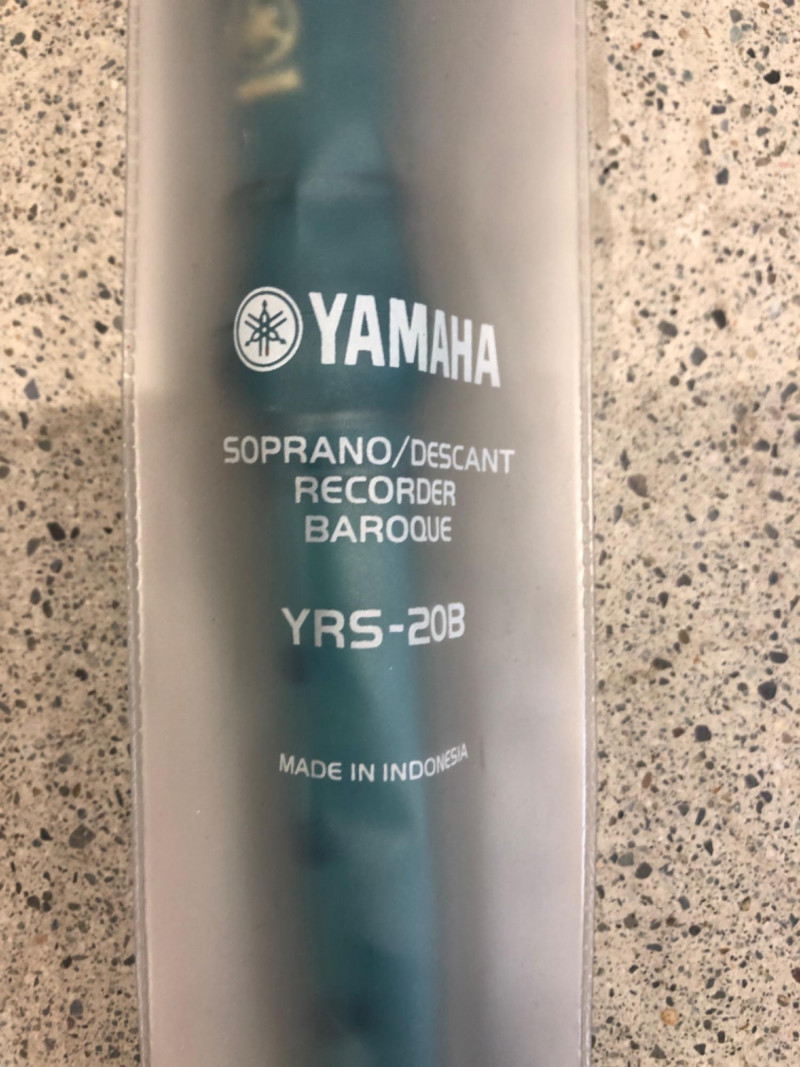 YAMAHA
SOPRANO/DESCANT
RECORDER
BAROQUE
YRS-20B
MADE IN INDONESIA